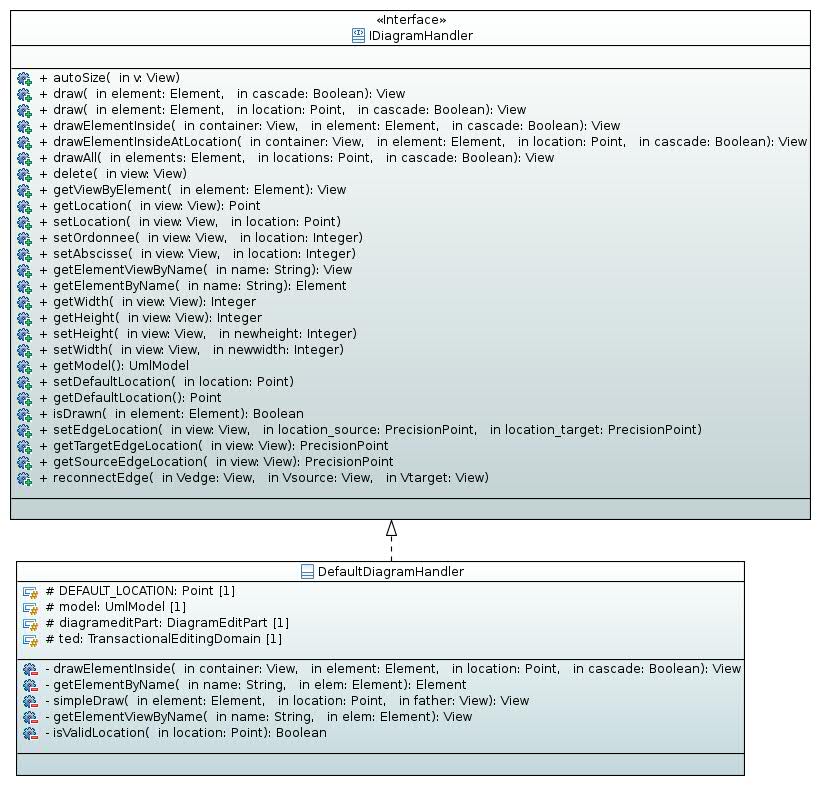 «Interface»
IDiagramHandler
+ autoSize( in v: View)
+ draw( in element: Element, in cascade: Boolean): View
+ draw( in element: Element, in location: Point, in cascade: Boolean): View
+ drawElementInside( in container: View, in element: Element, in cascade: Boolean): View
+ drawElementInsideAtLocation( in container: View, in element: Element, in location: Point, in cascade: Boolean): View
+ drawAll( in elements: Element, in locations: Point, in cascade: Boolean): View
+ delete( in view: View)
+ getViewByElement( in element: Element): View
+ getLocation( in view: View): Point
+ setLocation( in view: View, in location: Point)
+ setOrdonnee( in view: View, in location: Integer)
+ setAbscisse( in view: View, in location: Integer)
+ getElementViewByName( in name: String): View
+ getElementByName( in name: String): Element
+ getWidth( in view: View): Integer
+ getHeight( in view: View): Integer
+ setHeight( in view: View, in newheight: Integer)
+ setWidth( in view: View, in newwidth: Integer)
+ getModel(): UmlModel
+ setDefaultLocation( in location: Point)
+ getDefaultLocation(): Point
+ isDrawn( in element: Element): Boolean
+ setEdgeLocation( in view: View, in location_source: PrecisionPoint, in location_target: PrecisionPoint)
+ getTargetEdgeLocation( in view: View): PrecisionPoint
+ getSourceEdgeLocation( in view: View): PrecisionPoint
+ reconnectEdge( in Vedge: View, in Vsource: View, in Vtarget: View)
DefaultDiagramHandler
# DEFAULT_LOCATION: Point [1]
# model: UmlModel [1]
# diagrameditPart: DiagramEditPart [1]
# ted: TransactionalEditingDomain [1]
- drawElementInside( in container: View, in element: Element, in location: Point, in cascade: Boolean): View
- getElementByName( in name: String, in elem: Element): Element
- simpleDraw( in element: Element, in location: Point, in father: View): View
- getElementViewByName( in name: String, in elem: Element): View
- isValidLocation( in location: Point): Boolean